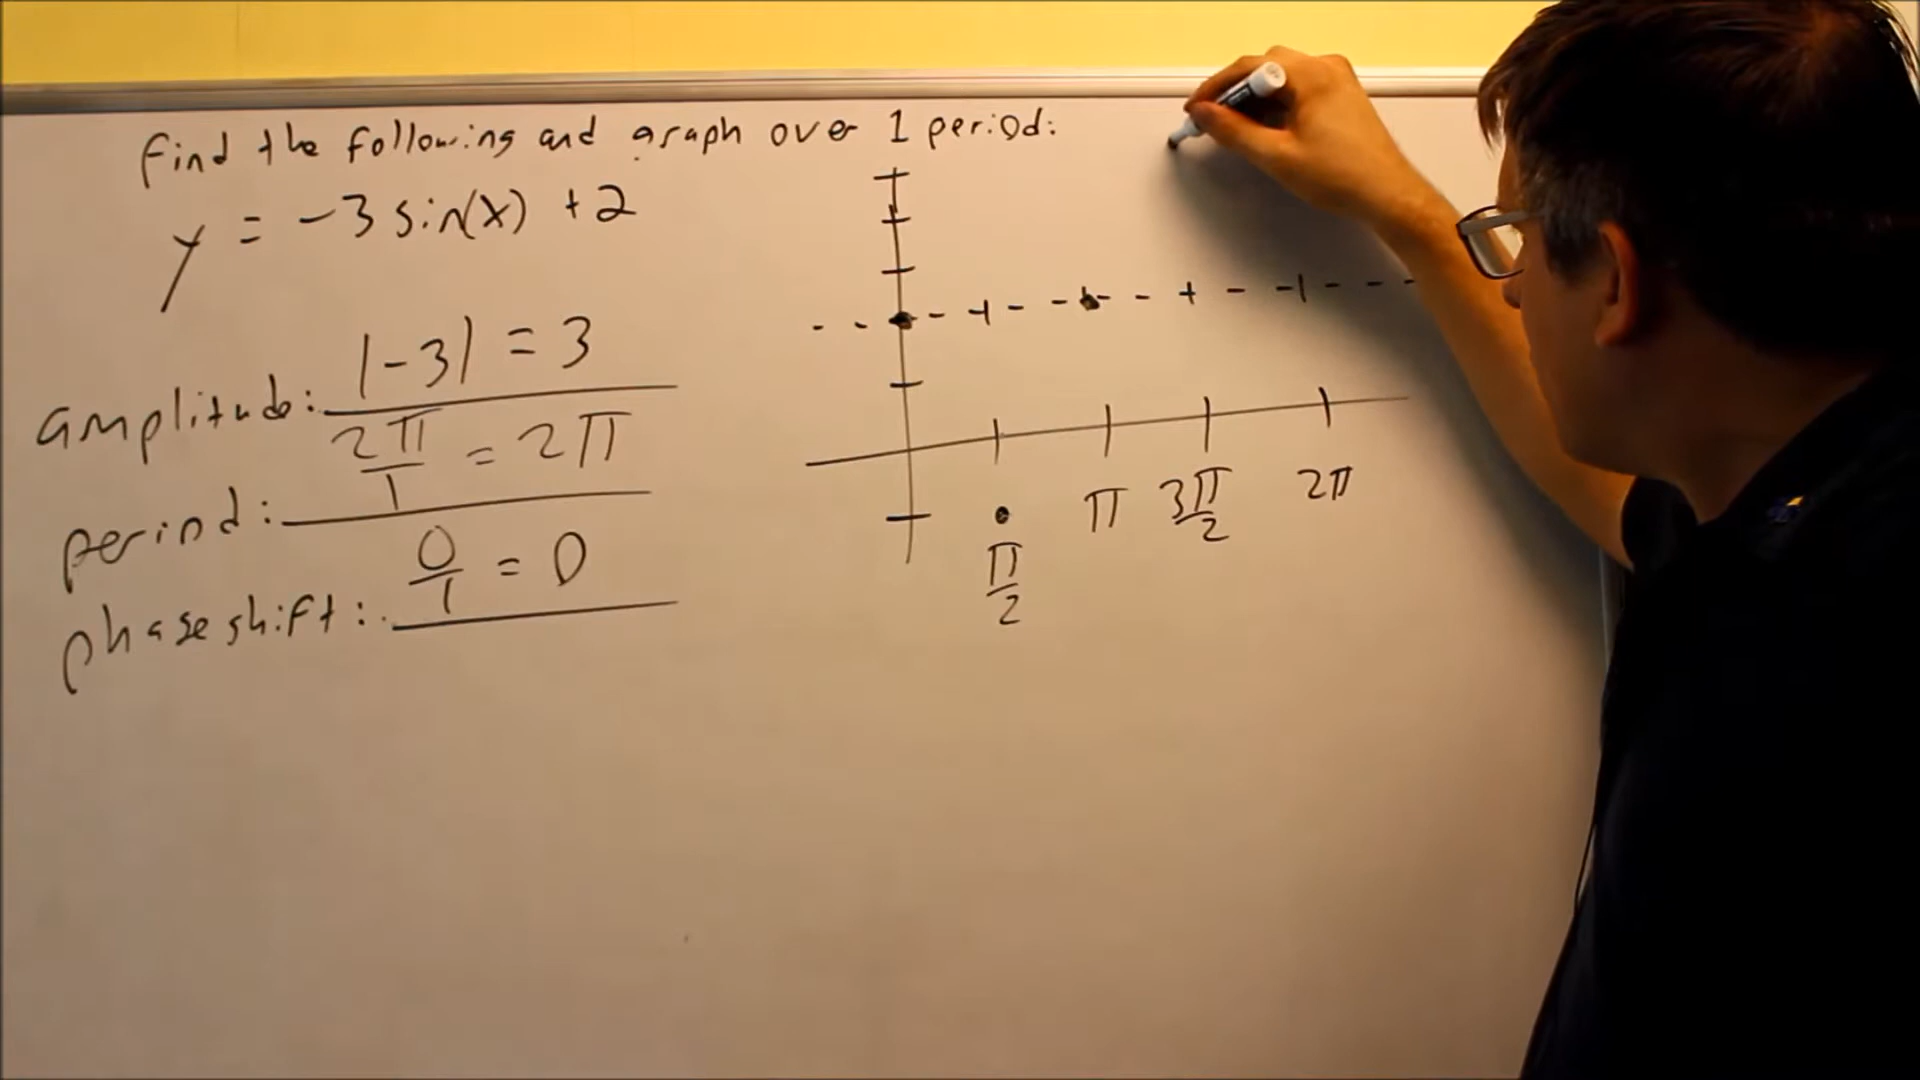 Find the following and graph over 1 period:
y = -3 sin(x) + 2
amplitude: |-3| = 3
period: 2π/1 = 2π
phase shift: 0/1 = 0
π/2 π 3π/2 2π